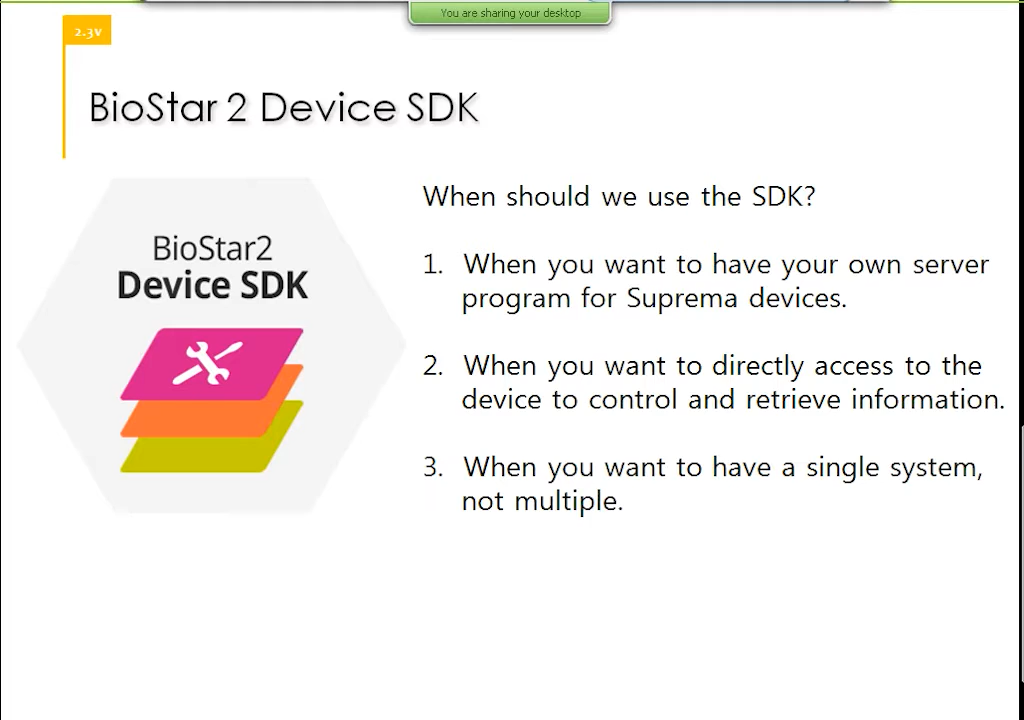 You are sharing your desktop
2.3v
BioStar 2 Device SDK
BioStar2
Device SDK
When should we use the SDK?
1. When you want to have your own server
program for Suprema devices.
2. When you want to directly access to the
device to control and retrieve information.
3. When you want to have a single system,
not multiple.